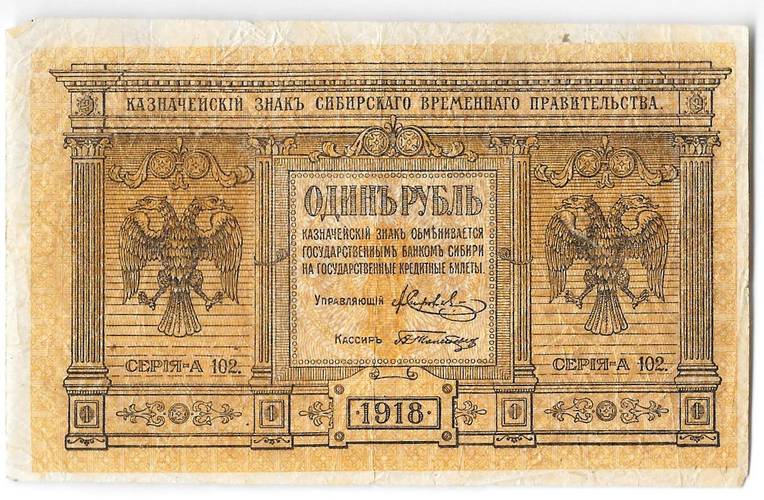 КАЗНАЧЕЙСКІЙ ЗНАКЪ СИБИРСКАГО ВРЕМЕННАГО ПРАВИТЕЛЬСТВА.
ОДИНЪ РУБЛЬ
КАЗНАЧЕЙСКІЙ ЗНАКЪ ОБМѢНИВАЕТСЯ
ГОСУДАРСТВЕННЫМЪ БАНКОМЪ СИБИРИ
НА ГОСУДАРСТВЕННЫЕ КРЕДИТНЫЕ БИЛЕТЫ.
УПРАВЛЯЮЩІЙ
КАССИРЪ
СЕРІЯ-А 102.
СЕРІЯ-А 102.
1
1
·1918·
1
1